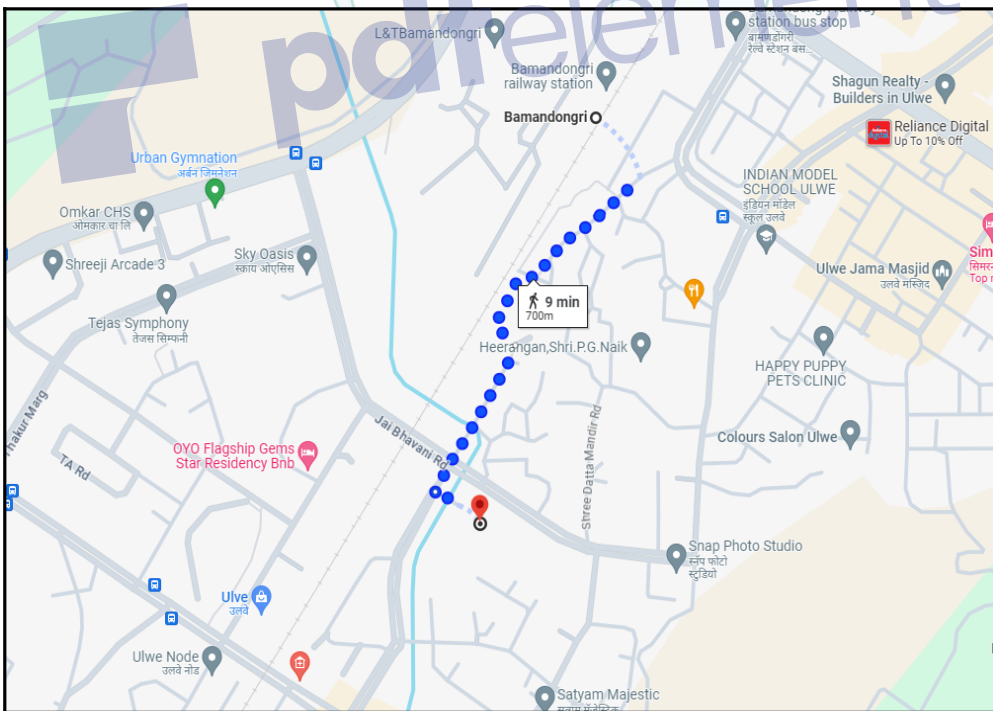 L&TBamandongri
station bus stop
बामणडोंगरी
रेल्वे स्टेशन बस...
Bamandongri
railway station
Shagun Realty -
Builders in Ulwe
Bamandongri
Reliance Digital
Up To 10% Off
Urban Gymnation
अर्बन जिमनेशन
INDIAN MODEL
SCHOOL ULWE
इंडियन मॉडेल
स्कूल उलवे
Omkar CHS
ओमकार चा लि
Sky Oasis
स्काय ओएसिस
Shreeji Arcade 3
Ulwe Jama Masjid
उलवे मस्जिद
Sim
सिमरन
Top r
9 min
700m
Tejas Symphony
तेजस सिम्फनी
Heerangan,Shri.P.G.Naik
HAPPY PUPPY
PETS CLINIC
Thakur Marg
Jai Bhavani Rd
Shree Datta Mandir Rd
Colours Salon Ulwe
OYO Flagship Gems
Star Residency Bnb
TA Rd
Snap Photo Studio
स्नॅप फोटो
स्टुडियो
Ulve
उलवे
Ulwe Node
उलवे नोड
Satyam Majestic